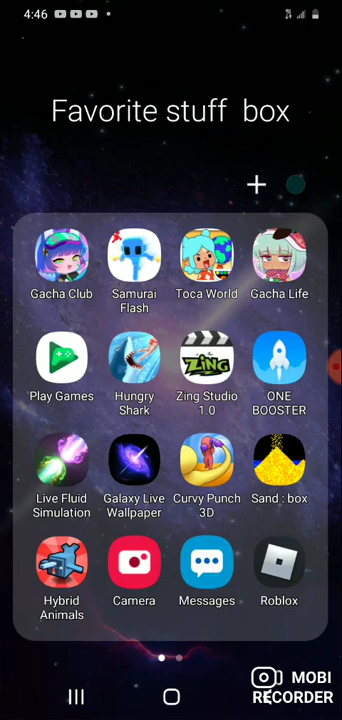 4:46
Favorite stuff box
Gacha Club
Samurai
Flash
Toca World
Gacha Life
Play Games
Hungry
Shark
ZING
Zing Studio
1.0
ONE
BOOSTER
Live Fluid
Simulation
Galaxy Live
Wallpaper
Curvy Punch
3D
Sand : box
Hybrid
Animals
Camera
Messages
Roblox
MOBI
RECORDER